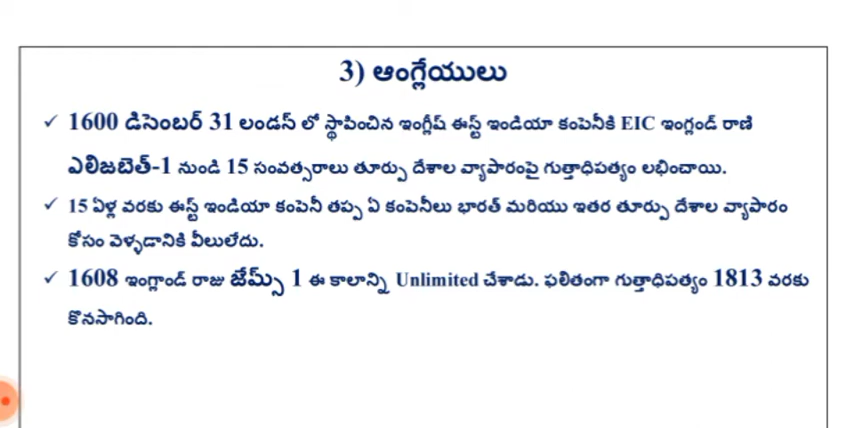 3) ఆంగ్లేయులు
✓ 1600 డిసెంబర్ 31 లండన్ లో స్థాపించిన ఇంగ్లీష్ ఈస్ట్ ఇండియా కంపెనీకి EIC ఇంగ్లండ్ రాణి
ఎలిజబెత్-1 నుండి 15 సంవత్సరాలు తూర్పు దేశాల వ్యాపారంపై గుత్తాధిపత్యం లభించాయి.
✓ 15 ఏళ్ల వరకు ఈస్ట్ ఇండియా కంపెనీ తప్ప ఏ కంపెనీలు భారత్ మరియు ఇతర తూర్పు దేశాల వ్యాపారం
కోసం వెళ్ళడానికి వీలులేదు.
✓ 1608 ఇంగ్లాండ్ రాజు జేమ్స్ 1 ఈ కాలాన్ని Unlimited చేశాడు. ఫలితంగా గుత్తాధిపత్యం 1813 వరకు
కొనసాగింది.